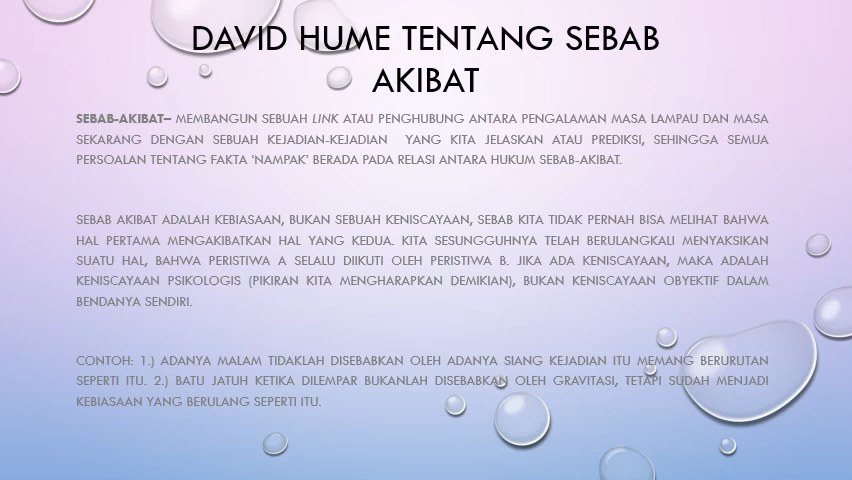 DAVID HUME TENTANG SEBAB
AKIBAT
SEBAB-AKIBAT– MEMBANGUN SEBUAH LINK ATAU PENGHUBUNG ANTARA PENGALAMAN MASA LAMPAU DAN MASA
SEKARANG DENGAN SEBUAH KEJADIAN-KEJADIAN YANG KITA JELASKAN ATAU PREDIKSI, SEHINGGA SEMUA
PERSOALAN TENTANG FAKTA ‘NAMPAK’ BERADA PADA RELASI ANTARA HUKUM SEBAB-AKIBAT.
SEBAB AKIBAT ADALAH KEBIASAAN, BUKAN SEBUAH KENISCAYAAN, SEBAB KITA TIDAK PERNAH BISA MELIHAT BAHWA
HAL PERTAMA MENGAKIBATKAN HAL YANG KEDUA. KITA SESUNGGUHNYA TELAH BERULANGKALI MENYAKSIKAN
SUATU HAL, BAHWA PERISTIWA A SELALU DIIKUTI OLEH PERISTIWA B. JIKA ADA KENISCAYAAN, MAKA ADALAH
KENISCAYAAN PSIKOLOGIS (PIKIRAN KITA MENGHARAPKAN DEMIKIAN), BUKAN KENISCAYAAN OBYEKTIF DALAM
BENDANYA SENDIRI.
CONTOH: 1.) ADANYA MALAM TIDAKLAH DISEBABKAN OLEH ADANYA SIANG KEJADIAN ITU MEMANG BERURUTAN
SEPERTI ITU. 2.) BATU JATUH KETIKA DILEMPAR BUKANLAH DISEBABKAN OLEH GRAVITASI, TETAPI SUDAH MENJADI
KEBIASAAN YANG BERULANG SEPERTI ITU.